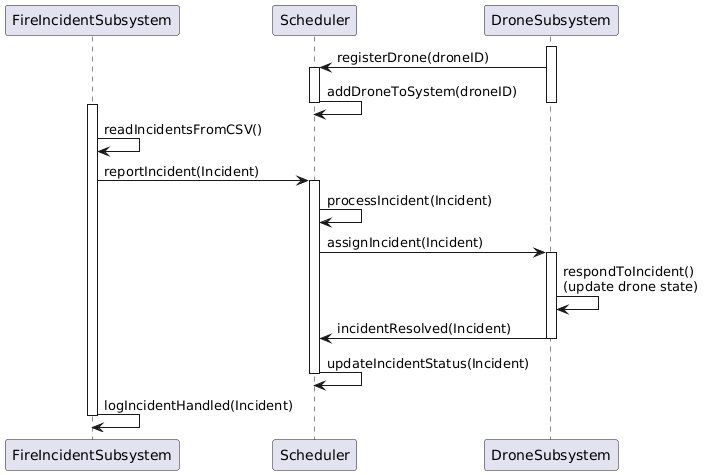 FireIncidentSubsystem
Scheduler
DroneSubsystem
registerDrone(droneID)
addDroneToSystem(droneID)
readIncidentsFromCSV()
reportIncident(Incident)
processIncident(Incident)
assignIncident(Incident)
respondToIncident()
(update drone state)
incidentResolved(Incident)
updateIncidentStatus(Incident)
logIncidentHandled(Incident)
FireIncidentSubsystem
Scheduler
DroneSubsystem